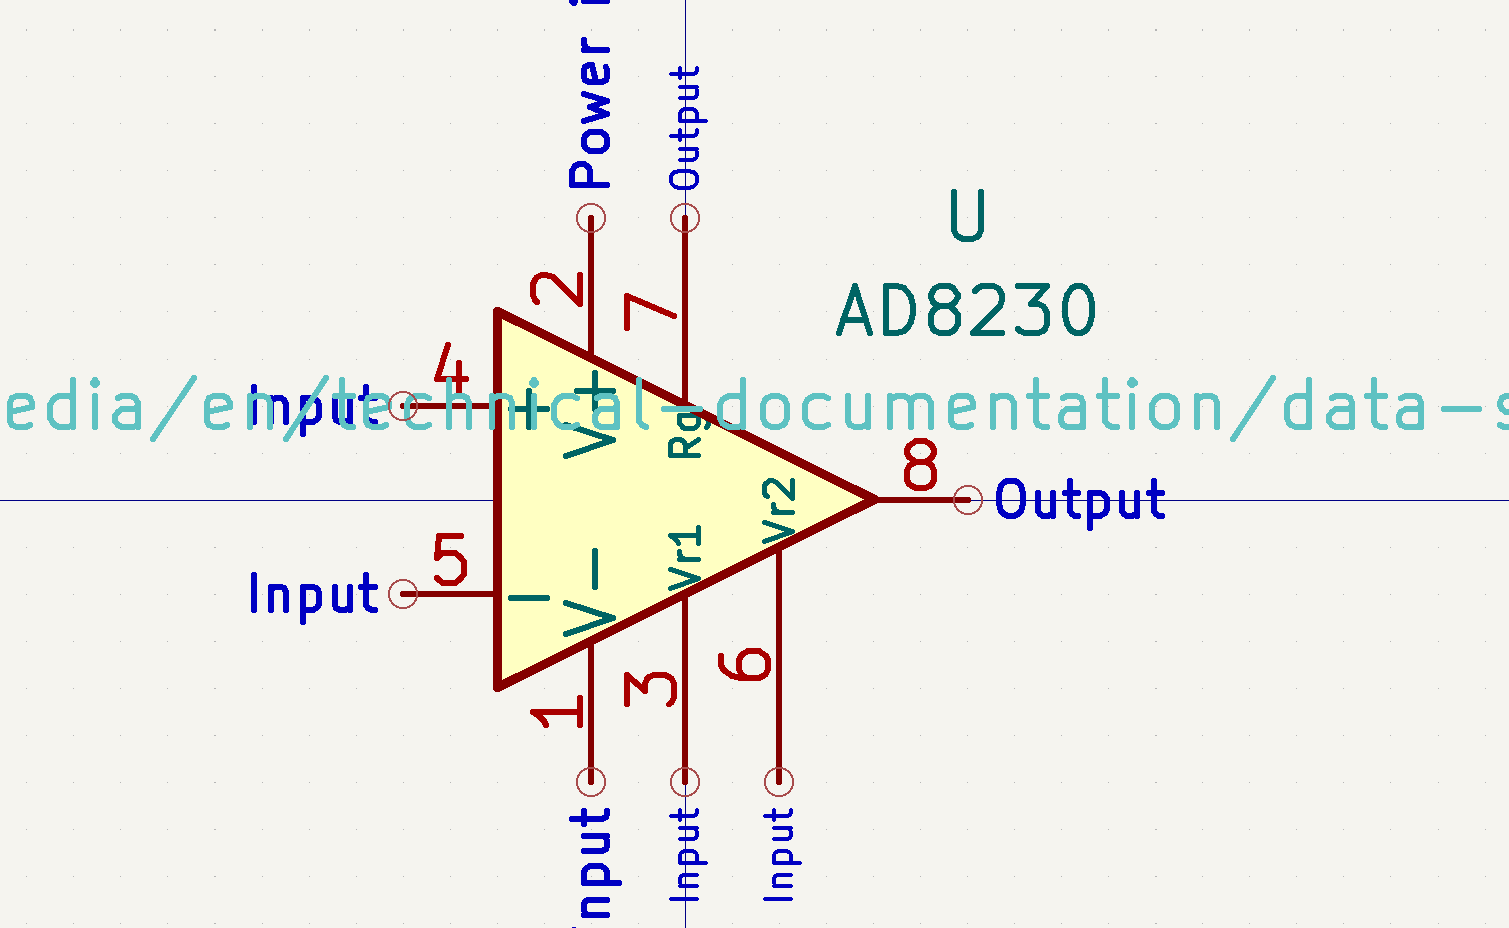 Power i
Output
U
AD8230
2
7
4
Input
edia/en/technical-documentation/data-s
+
V+
Rg
8
Output
Vr2
Vr1
5
Input
-
V-
6
3
1
nput
Input
Input